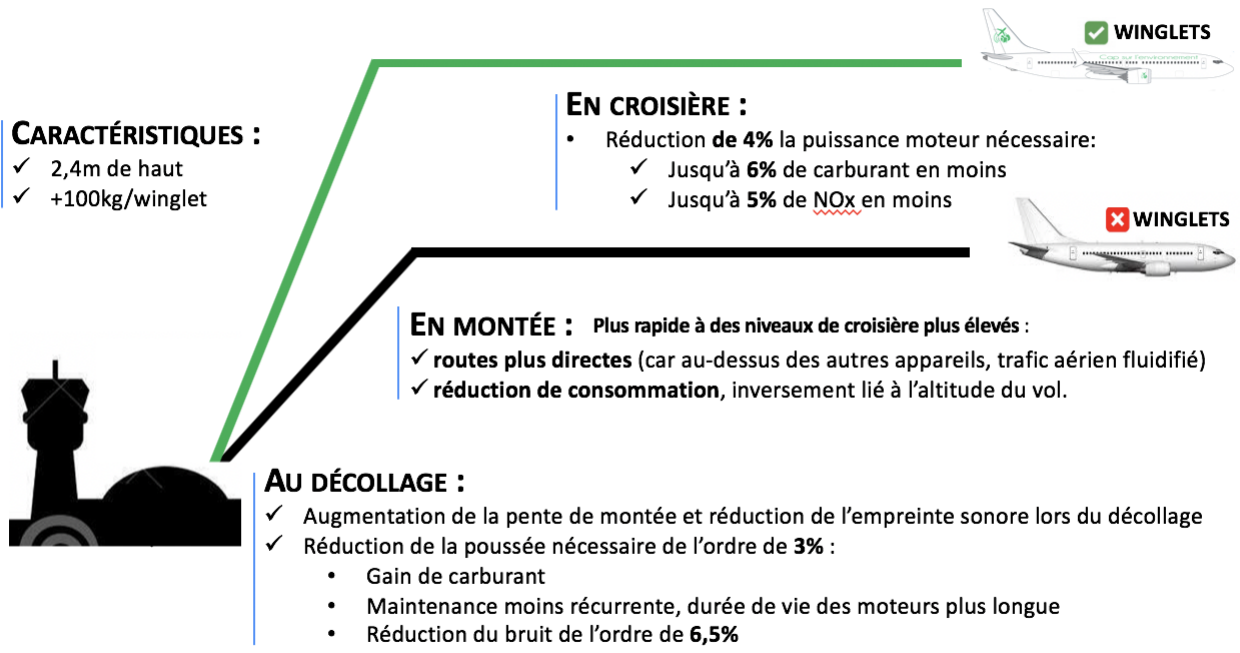 ✅ WINGLETS
Cap sur l'environnement
CARACTÉRISTIQUES :
✓ 2,4m de haut
✓ +100kg/winglet
EN CROISIÈRE :
• Réduction de 4% la puissance moteur nécessaire:
✓ Jusqu'à 6% de carburant en moins
✓ Jusqu'à 5% de NOx en moins
❌ WINGLETS
EN MONTÉE : Plus rapide à des niveaux de croisière plus élevés :
✓ routes plus directes (car au-dessus des autres appareils, trafic aérien fluidifié)
✓ réduction de consommation, inversement lié à l'altitude du vol.
AU DÉCOLLAGE :
✓ Augmentation de la pente de montée et réduction de l'empreinte sonore lors du décollage
✓ Réduction de la poussée nécessaire de l'ordre de 3% :
• Gain de carburant
• Maintenance moins récurrente, durée de vie des moteurs plus longue
• Réduction du bruit de l'ordre de 6,5%